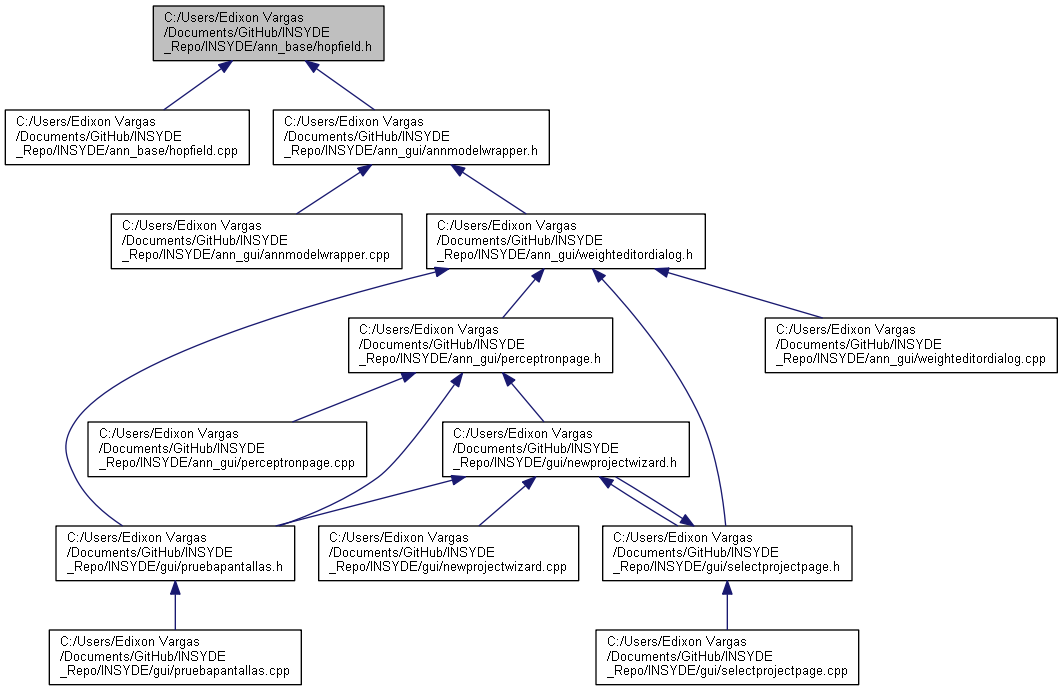 C:/Users/Edixon Vargas
/Documents/GitHub/INSYDE
_Repo/INSYDE/ann_base/hopfield.h
C:/Users/Edixon Vargas
/Documents/GitHub/INSYDE
_Repo/INSYDE/ann_base/hopfield.cpp
C:/Users/Edixon Vargas
/Documents/GitHub/INSYDE
_Repo/INSYDE/ann_gui/annmodelwrapper.h
C:/Users/Edixon Vargas
/Documents/GitHub/INSYDE
_Repo/INSYDE/ann_gui/annmodelwrapper.cpp
C:/Users/Edixon Vargas
/Documents/GitHub/INSYDE
_Repo/INSYDE/ann_gui/weighteditordialog.h
C:/Users/Edixon Vargas
/Documents/GitHub/INSYDE
_Repo/INSYDE/ann_gui/perceptronpage.h
C:/Users/Edixon Vargas
/Documents/GitHub/INSYDE
_Repo/INSYDE/ann_gui/weighteditordialog.cpp
C:/Users/Edixon Vargas
/Documents/GitHub/INSYDE
_Repo/INSYDE/ann_gui/perceptronpage.cpp
C:/Users/Edixon Vargas
/Documents/GitHub/INSYDE
_Repo/INSYDE/gui/newprojectwizard.h
C:/Users/Edixon Vargas
/Documents/GitHub/INSYDE
_Repo/INSYDE/gui/pruebapantallas.h
C:/Users/Edixon Vargas
/Documents/GitHub/INSYDE
_Repo/INSYDE/gui/newprojectwizard.cpp
C:/Users/Edixon Vargas
/Documents/GitHub/INSYDE
_Repo/INSYDE/gui/selectprojectpage.h
C:/Users/Edixon Vargas
/Documents/GitHub/INSYDE
_Repo/INSYDE/gui/pruebapantallas.cpp
C:/Users/Edixon Vargas
/Documents/GitHub/INSYDE
_Repo/INSYDE/gui/selectprojectpage.cpp